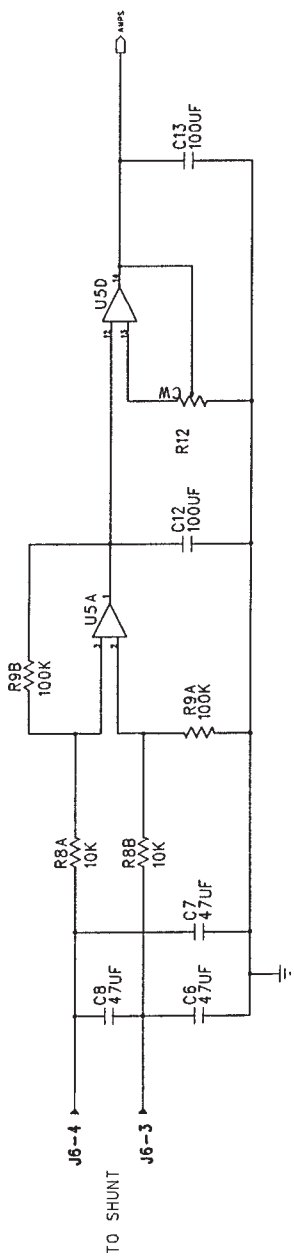 AMPS
C13
100UF
U5D
14
12
13
CW
R12
C12
100UF
R9B
100K
U5A
1
3
2
R9A
100K
R8A
10K
R8B
10K
C7
47UF
C8
47UF
C6
47UF
J6-4
J6-3
TO SHUNT